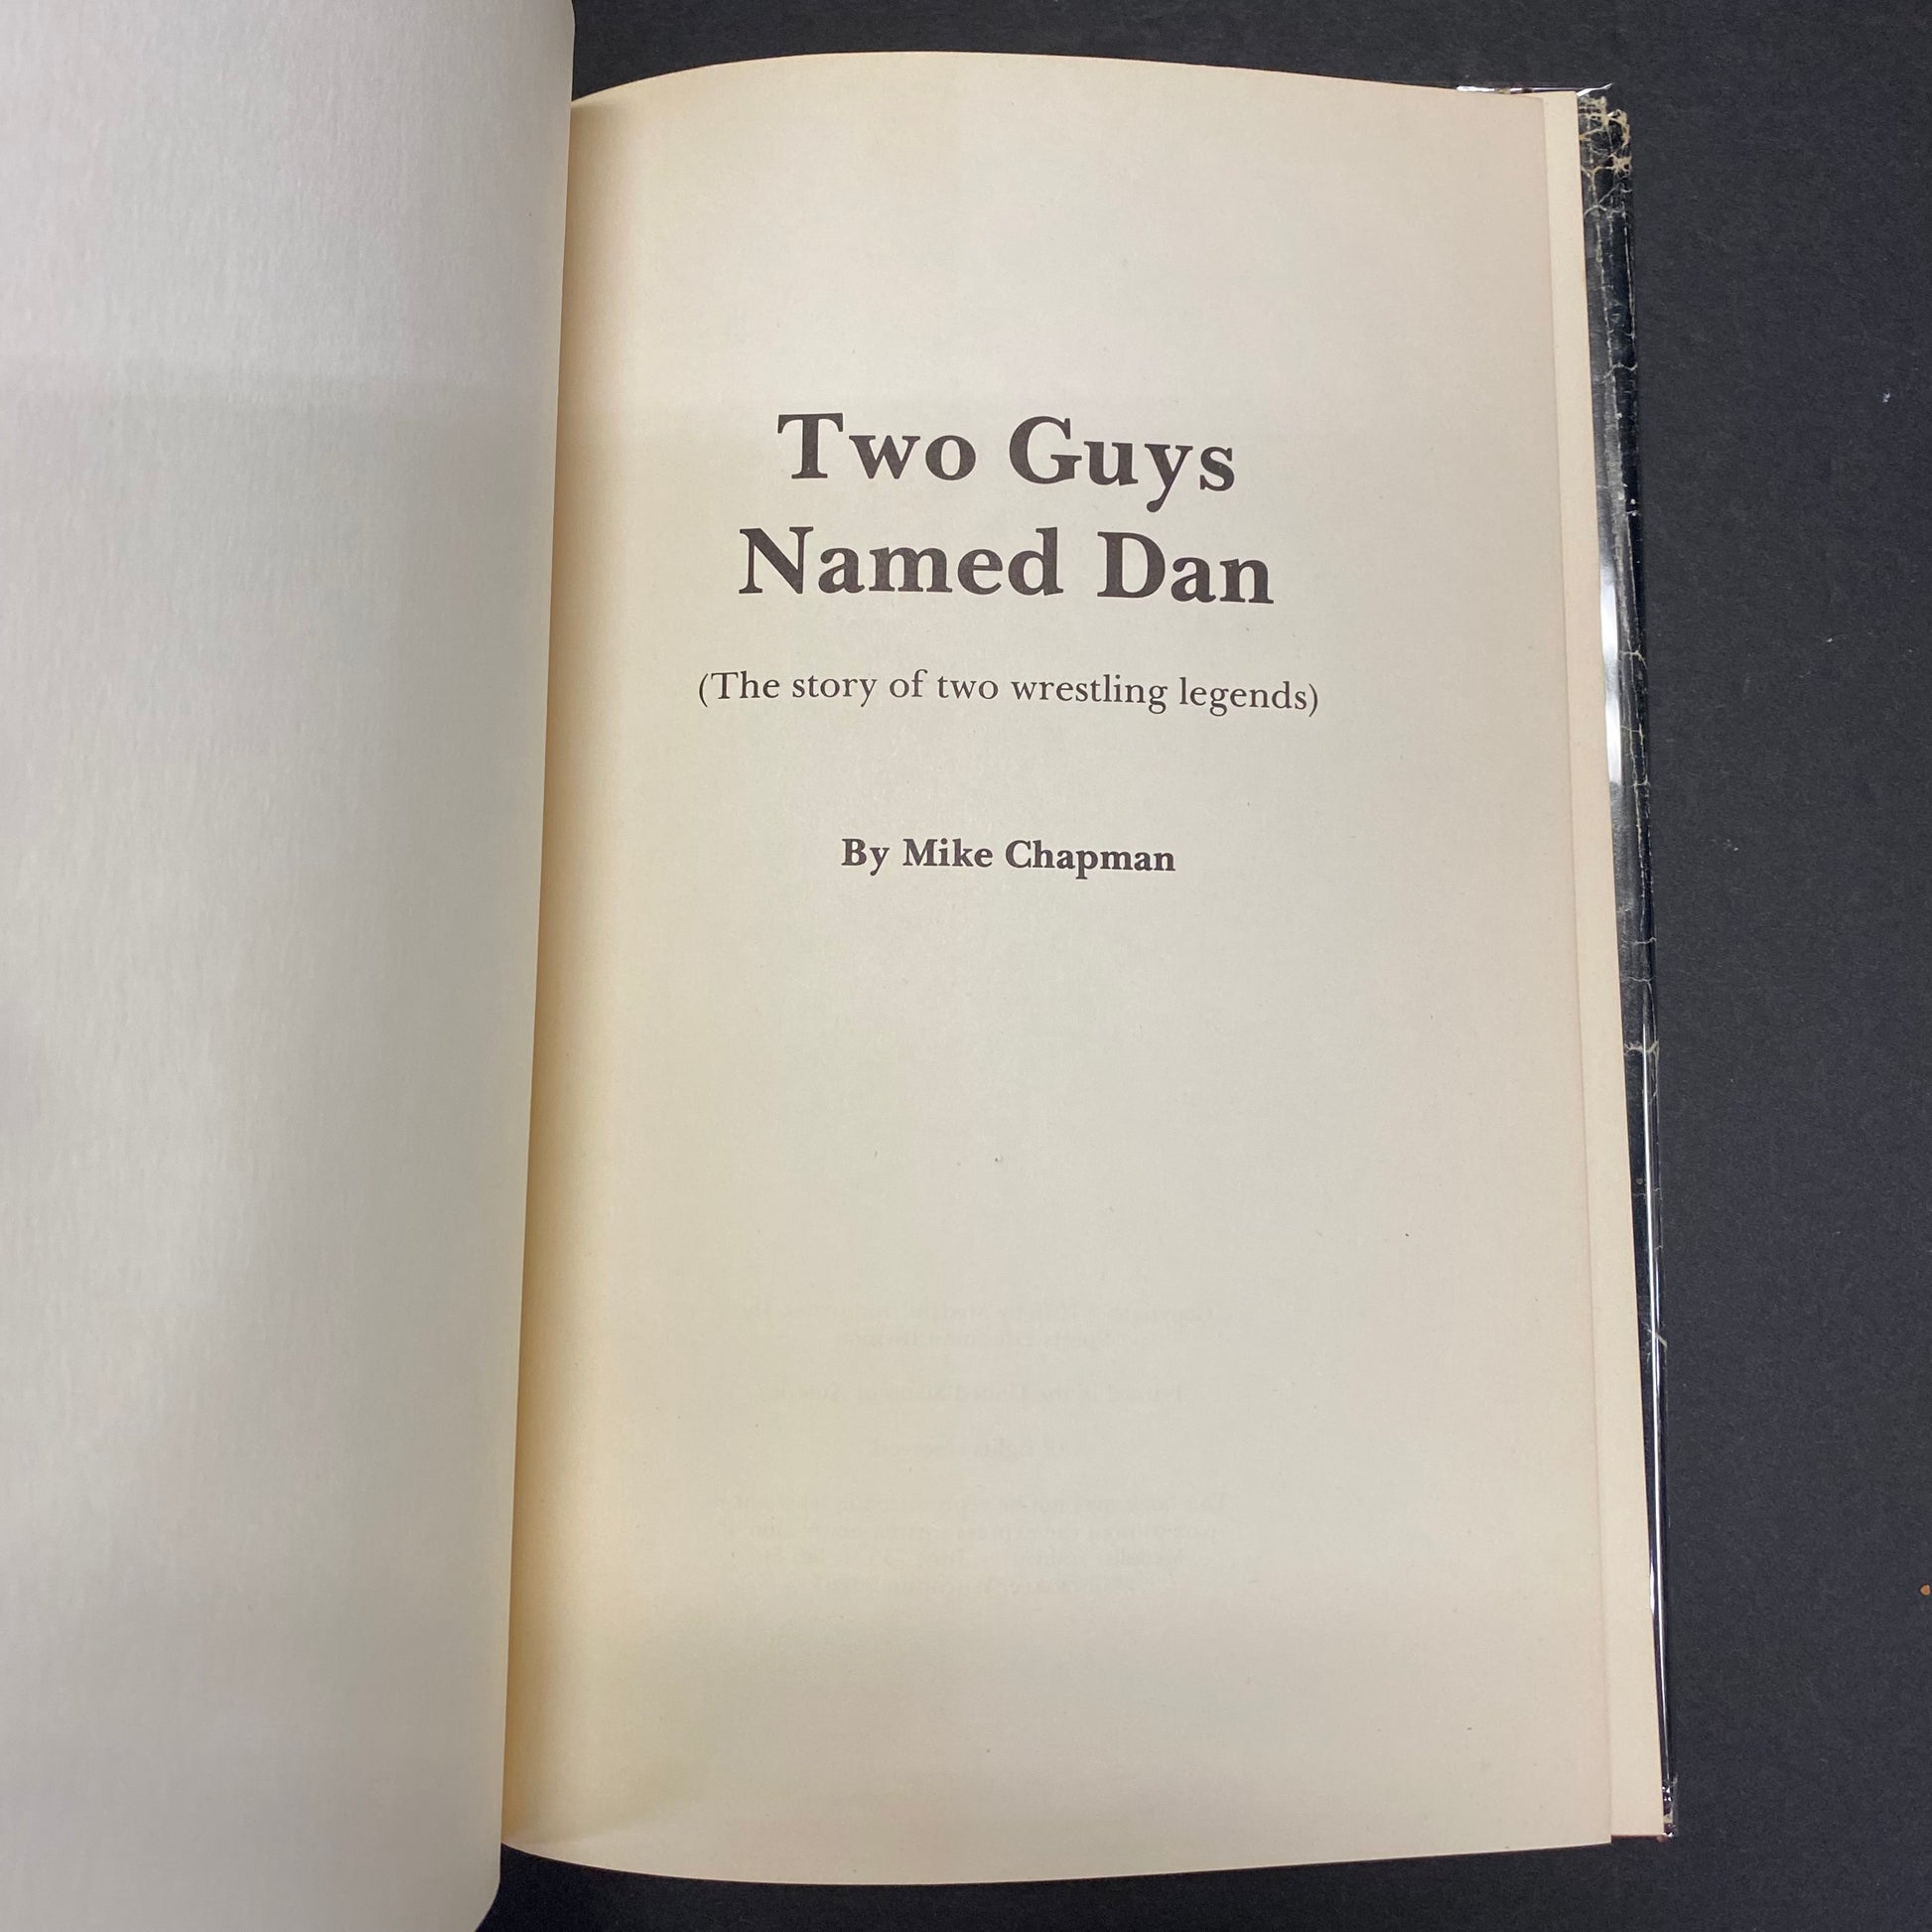 Two Guys
Named Dan
(The story of two wrestling legends)
By Mike Chapman